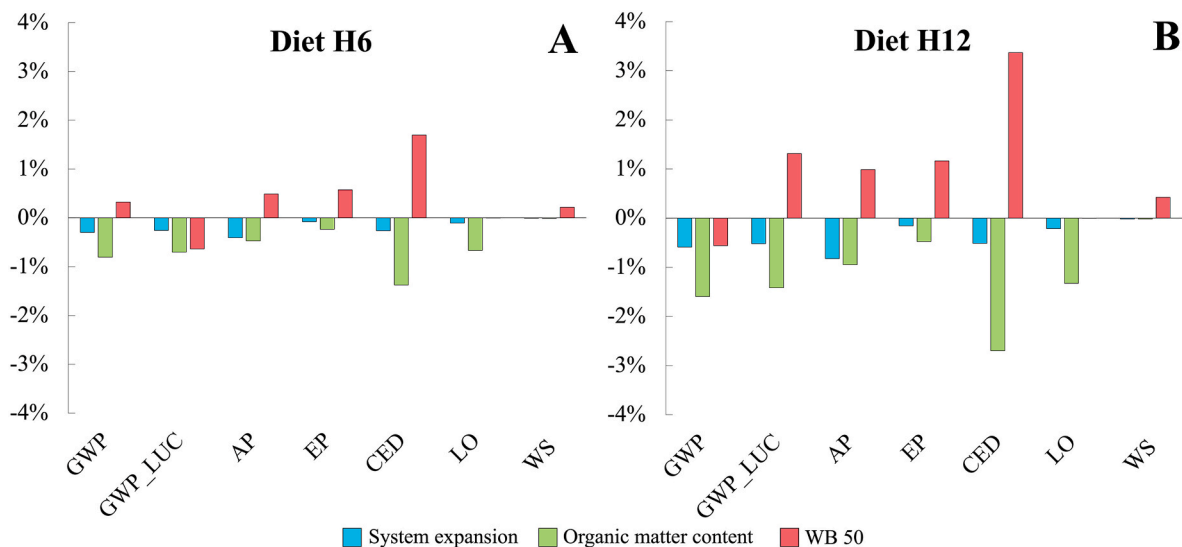 Diet H6
A
4%
3%
2%
1%
0%
-1%
-2%
-3%
-4%
GWP
GWP_LUC
AP
EP
CED
LO
WS
Diet H12
B
4%
3%
2%
1%
0%
-1%
-2%
-3%
-4%
GWP
GWP_LUC
AP
EP
CED
LO
WS
System expansion Organic matter content WB 50